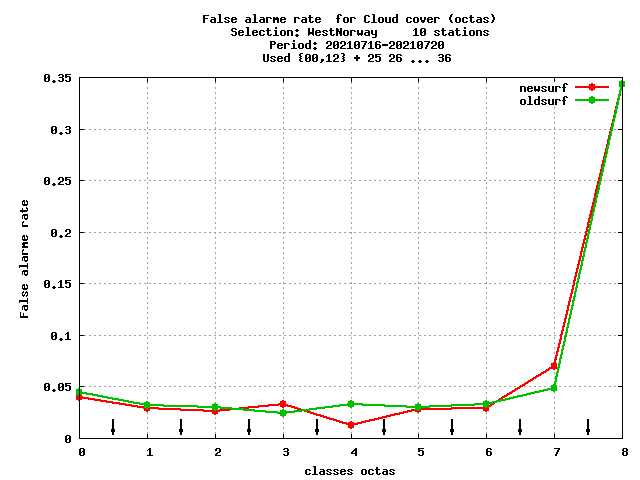 False alarme rate  for Cloud cover (octas)
Selection: WestNorway     10 stations
Period: 20210716-20210720
Used {00,12} + 25 26 ... 36
newsurf
oldsurf
0.35
0.3
0.25
0.2
0.15
0.1
0.05
0
False alarme rate
0 1 2 3 4 5 6 7 8
classes octas